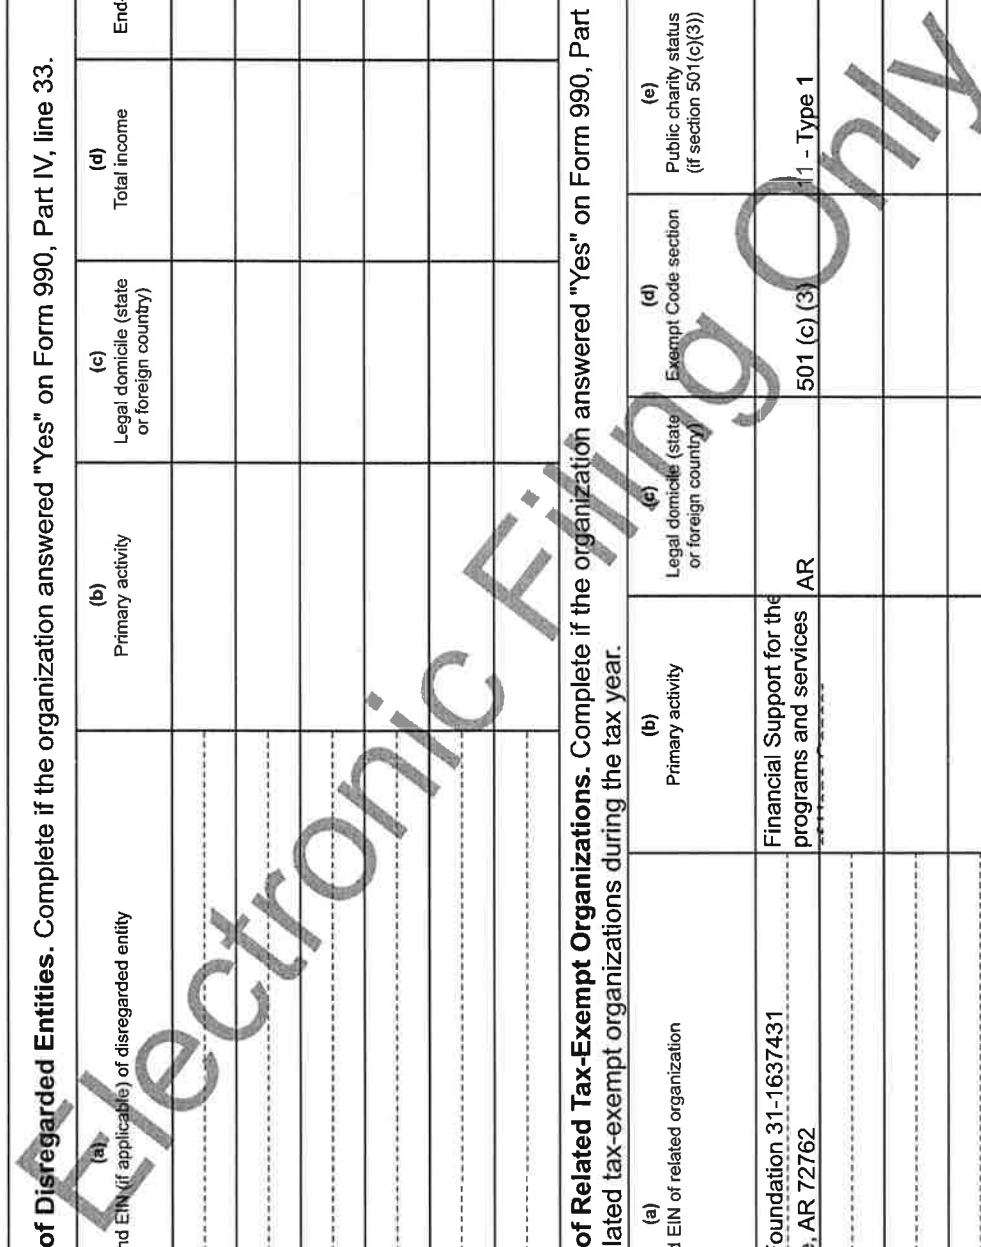 of Disregarded Entities. Complete if the organization answered "Yes" on Form 990, Part IV, line 33.
(a)
nd EIN (if applicable) of disregarded entity
(b)
Primary activity
(c)
Legal domicile (state
or foreign country)
(d)
Total income
End-
of Related Tax-Exempt Organizations. Complete if the organization answered "Yes" on Form 990, Part
lated tax-exempt organizations during the tax year.
(a)
d EIN of related organization
(b)
Primary activity
(c)
Legal domicile (state
or foreign country)
(d)
Exempt Code section
(e)
Public charity status
(if section 501(c)(3))
oundation 31-1637431
e, AR 72762
Financial Support for the
programs and services
AR
501 (c) (3)
11 - Type 1
Electronic Filing Only